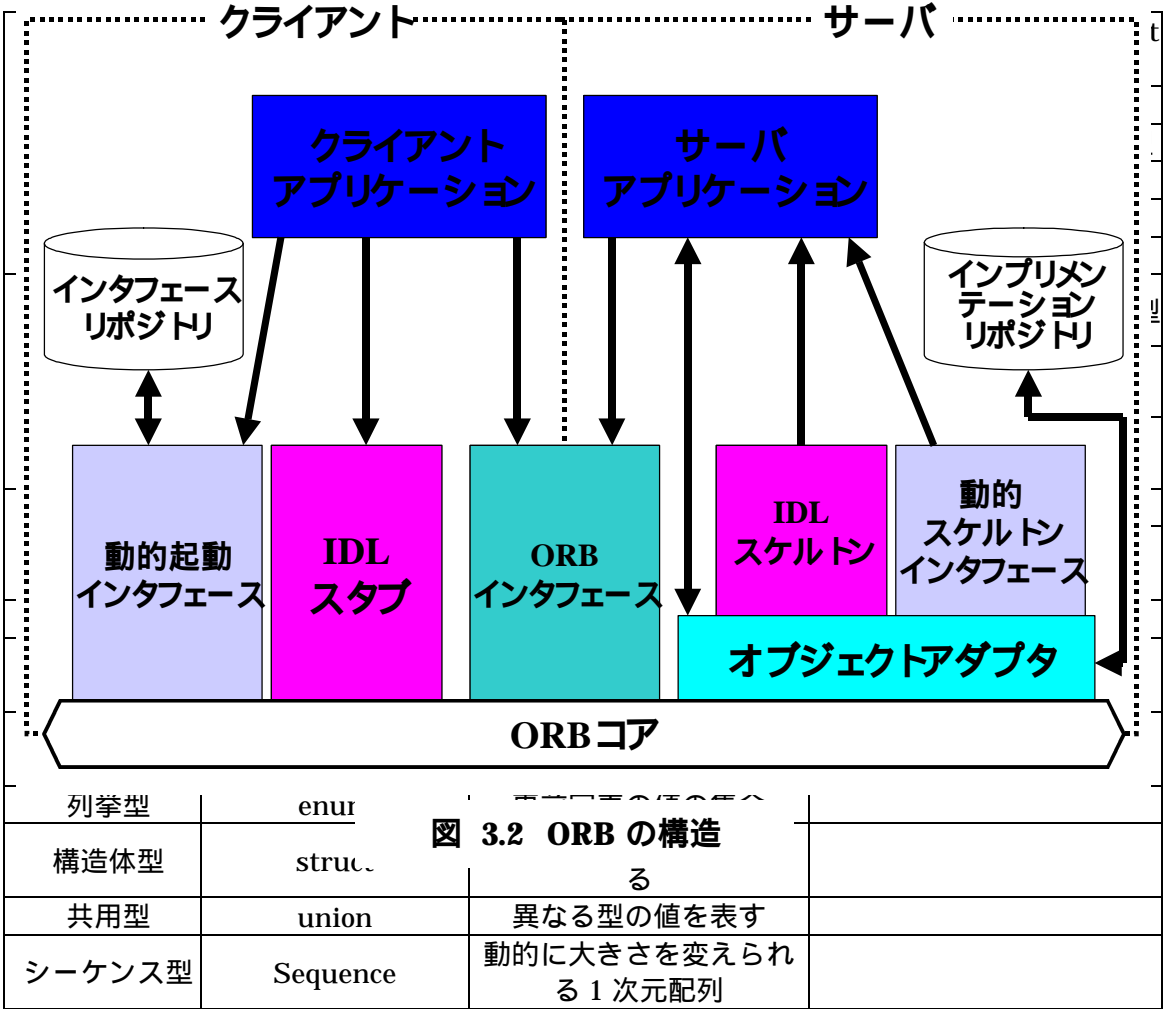 クライアント
サーバ
t
クライアント
アプリケーション
サーバ
アプリケーション
インタフェース
リポジトリ
インプリメン
テーション
リポジトリ
型
動的起動
インタフェース
IDL
スタブ
ORB
インタフェース
IDL
スケルトン
動的
スケルトン
インタフェース
オブジェクトアダプタ
ORBコア
列挙型
図 3.2 ORB の構造
構造体型
る
共用型 union 異なる型の値を表す
シーケンス型 Sequence 動的に大きさを変えられ
る 1 次元配列